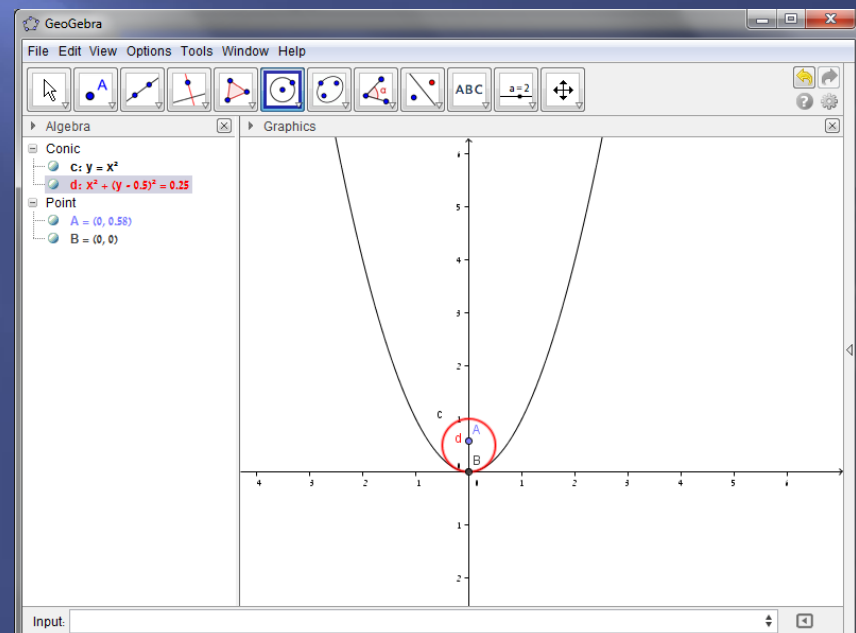 GeoGebra
File Edit View Options Tools Window Help
A α ABC a=2
Algebra
Graphics
Conic
c: y = x²
d: x² + (y - 0.5)² = 0.25
Point
A = (0, 0.58)
B = (0, 0)
5
4
3
2
c 1
d A
B
4 3 2 1 1 2 3 4 5
1
2
Input: